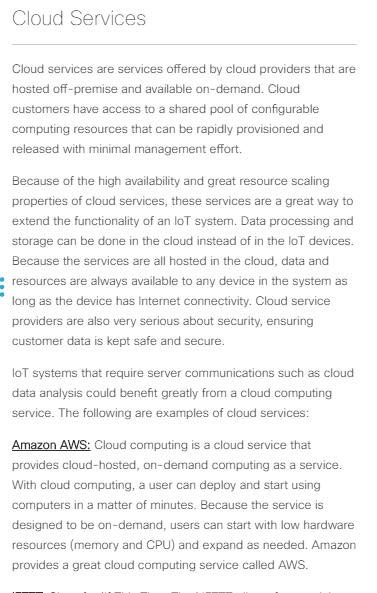 Cloud Services
Cloud services are services offered by cloud providers that are
hosted off-premise and available on-demand. Cloud
customers have access to a shared pool of configurable
computing resources that can be rapidly provisioned and
released with minimal management effort.
Because of the high availability and great resource scaling
properties of cloud services, these services are a great way to
extend the functionality of an IoT system. Data processing and
storage can be done in the cloud instead of in the IoT devices.
Because the services are all hosted in the cloud, data and
resources are always available to any device in the system as
long as the device has Internet connectivity. Cloud service
providers are also very serious about security, ensuring
customer data is kept safe and secure.
IoT systems that require server communications such as cloud
data analysis could benefit greatly from a cloud computing
service. The following are examples of cloud services:
Amazon AWS: Cloud computing is a cloud service that
provides cloud-hosted, on-demand computing as a service.
With cloud computing, a user can deploy and start using
computers in a matter of minutes. Because the service is
designed to be on-demand, users can start with low hardware
resources (memory and CPU) and expand as needed. Amazon
provides a great cloud computing service called AWS.